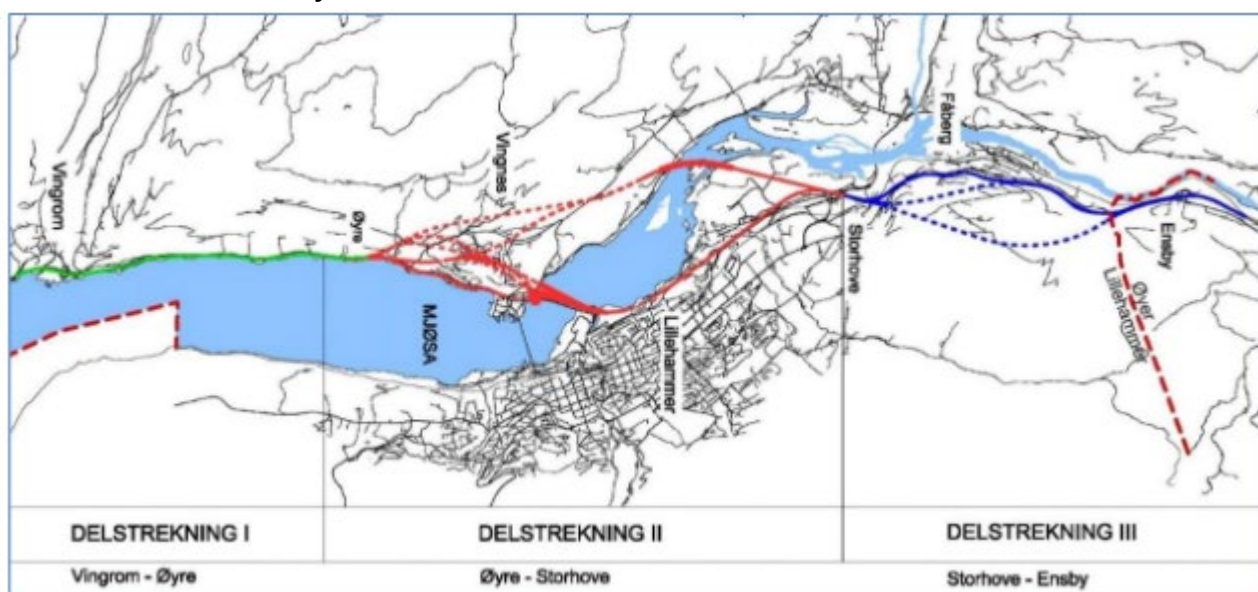 Vingrom
Øyre
Vingnes
MJØSA
Lillehammer
Storhove
Fåberg
Ensby
Øyer
Lillehammer
DELSTREKNING I
DELSTREKNING II
DELSTREKNING III
Vingrom - Øyre
Øyre - Storhove
Storhove - Ensby